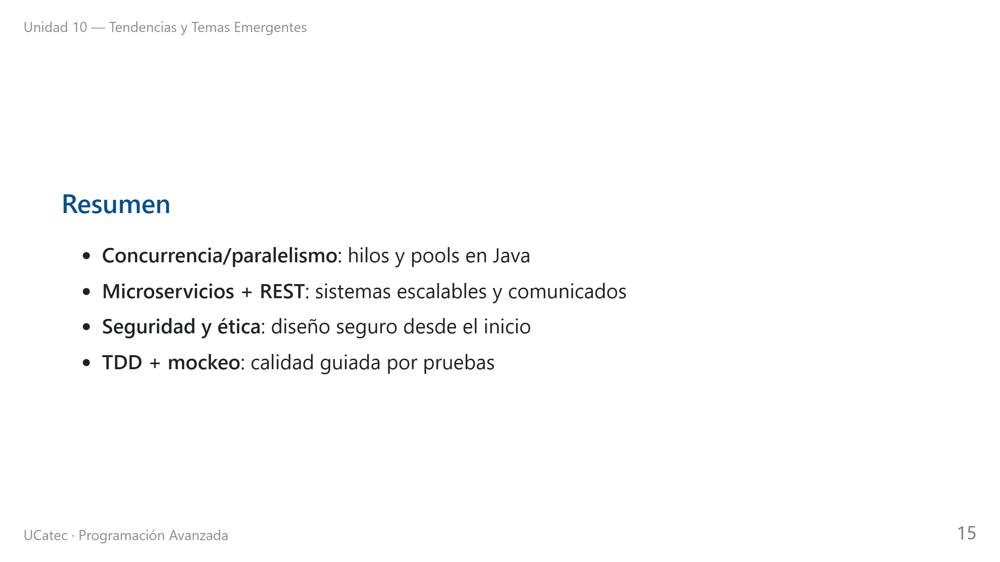 Unidad 10 — Tendencias y Temas Emergentes
Resumen
• Concurrencia/paralelismo: hilos y pools en Java
• Microservicios + REST: sistemas escalables y comunicados
• Seguridad y ética: diseño seguro desde el inicio
• TDD + mockeo: calidad guiada por pruebas
UCatec · Programación Avanzada
15